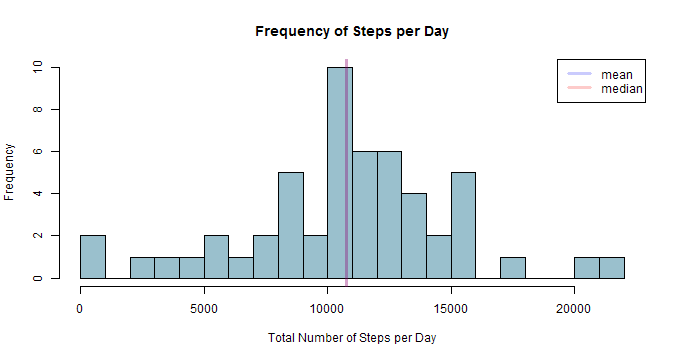 Frequency of Steps per Day
mean
median
Frequency
10
8
6
4
2
0
0 5000 10000 15000 20000
Total Number of Steps per Day